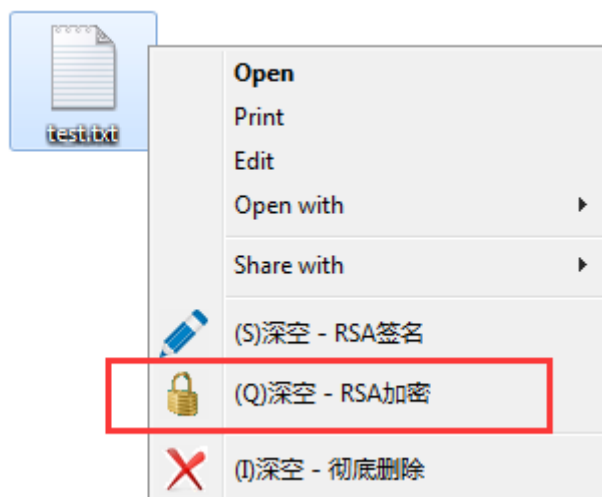 test.txt
Open
Print
Edit
Open with
Share with
(S)深空 - RSA签名
(Q)深空 - RSA加密
(I)深空 - 彻底删除